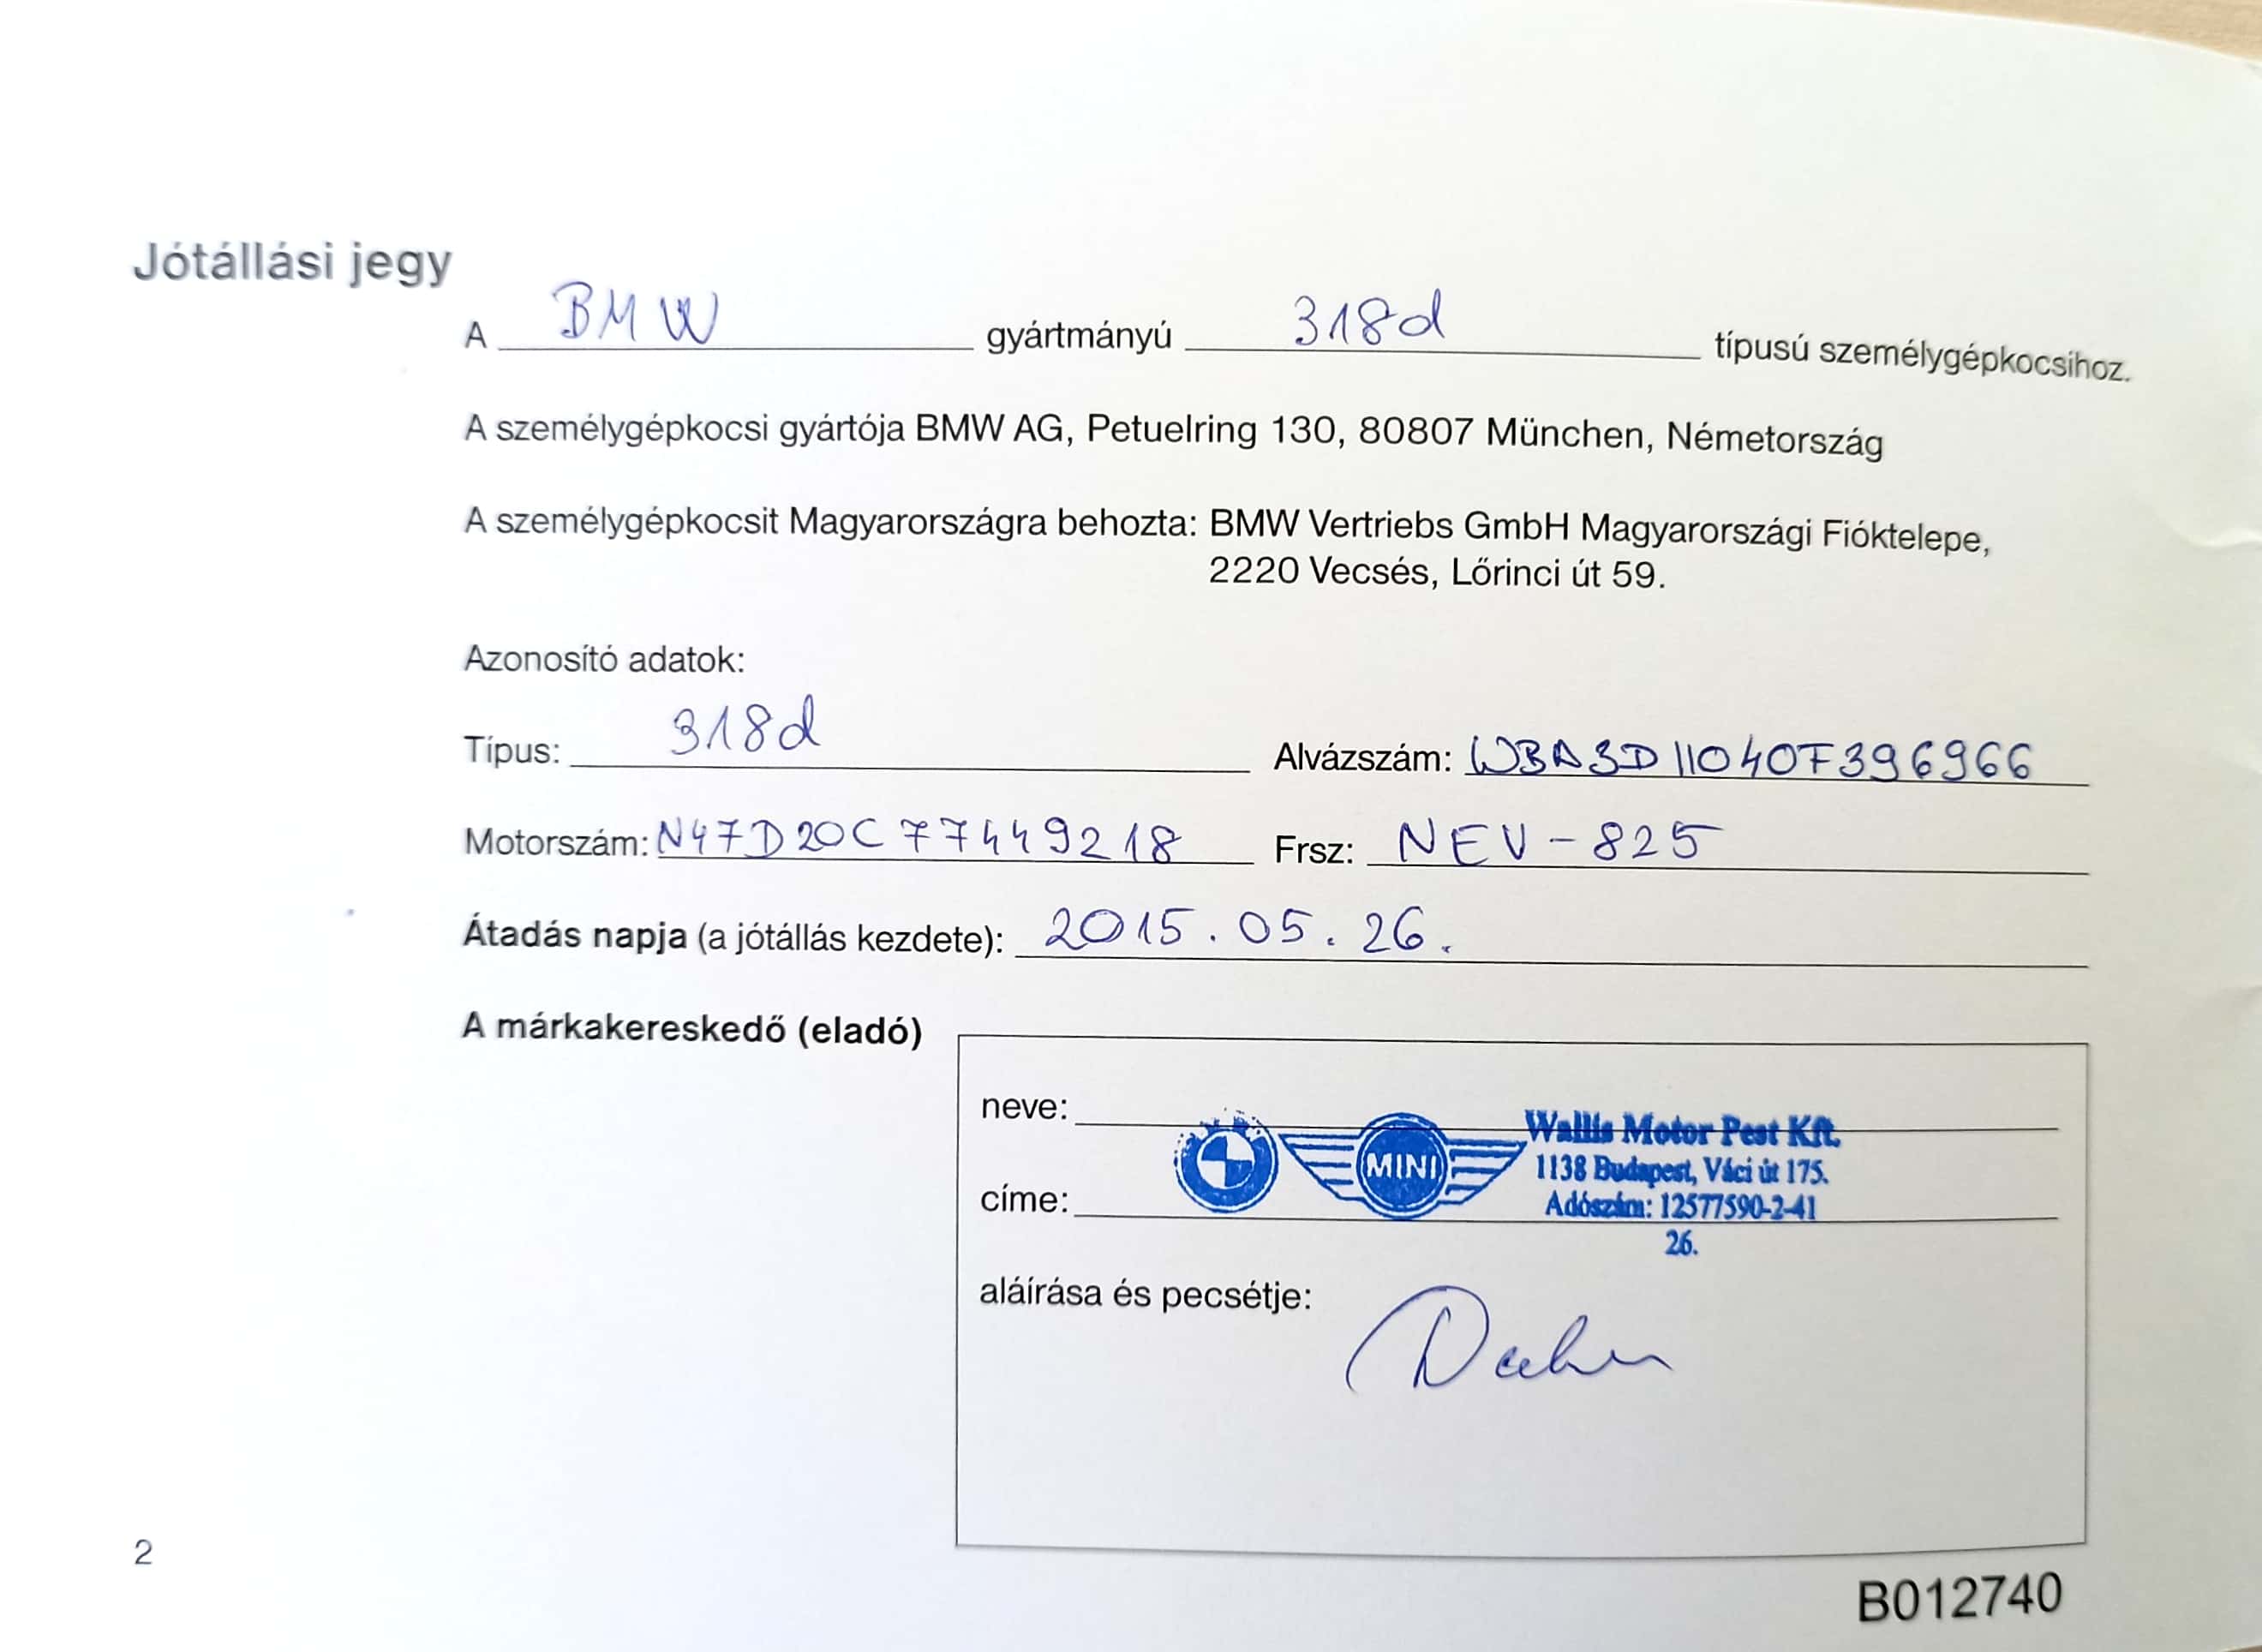 Jótállási jegy
A BMW gyártmányú 318d típusú személygépkocsihoz.
A személygépkocsi gyártója BMW AG, Petuelring 130, 80807 München, Németország
A személygépkocsit Magyarországra behozta: BMW Vertriebs GmbH Magyarországi Fióktelepe,
2220 Vecsés, Lőrinci út 59.
Azonosító adatok:
Típus: 318d Alvázszám: WBA3D11040F396966
Motorszám: N47D20C 77449218 Frsz: NEV-825
Átadás napja (a jótállás kezdete): 2015.05.26.
A márkakereskedő (eladó)
neve: Wallis Motor Pest Kft.
MINI 1138 Budapest, Váci út 175.
címe: Adószám: 12577590-2-41
26.
aláírása és pecsétje:
2
B012740